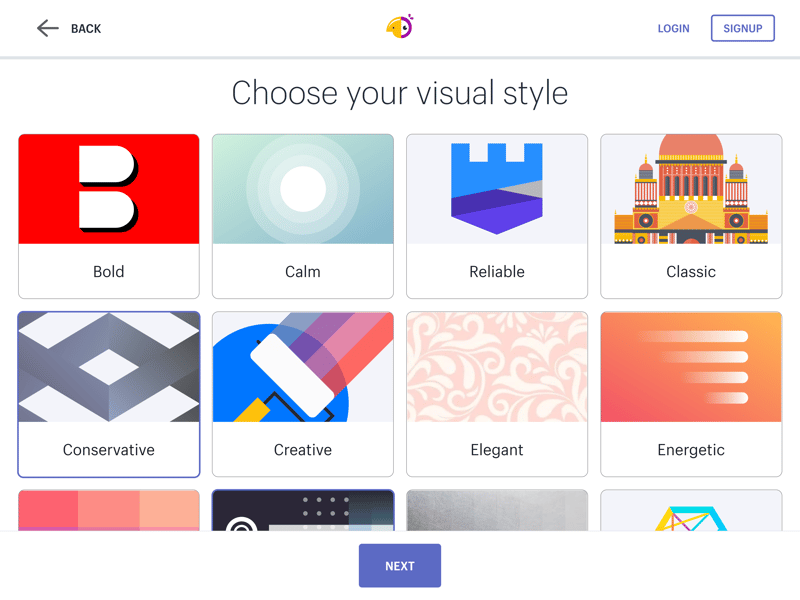 BACK
LOGIN
SIGNUP
Choose your visual style
Bold
Calm
Reliable
Classic
Conservative
Creative
Elegant
Energetic
NEXT